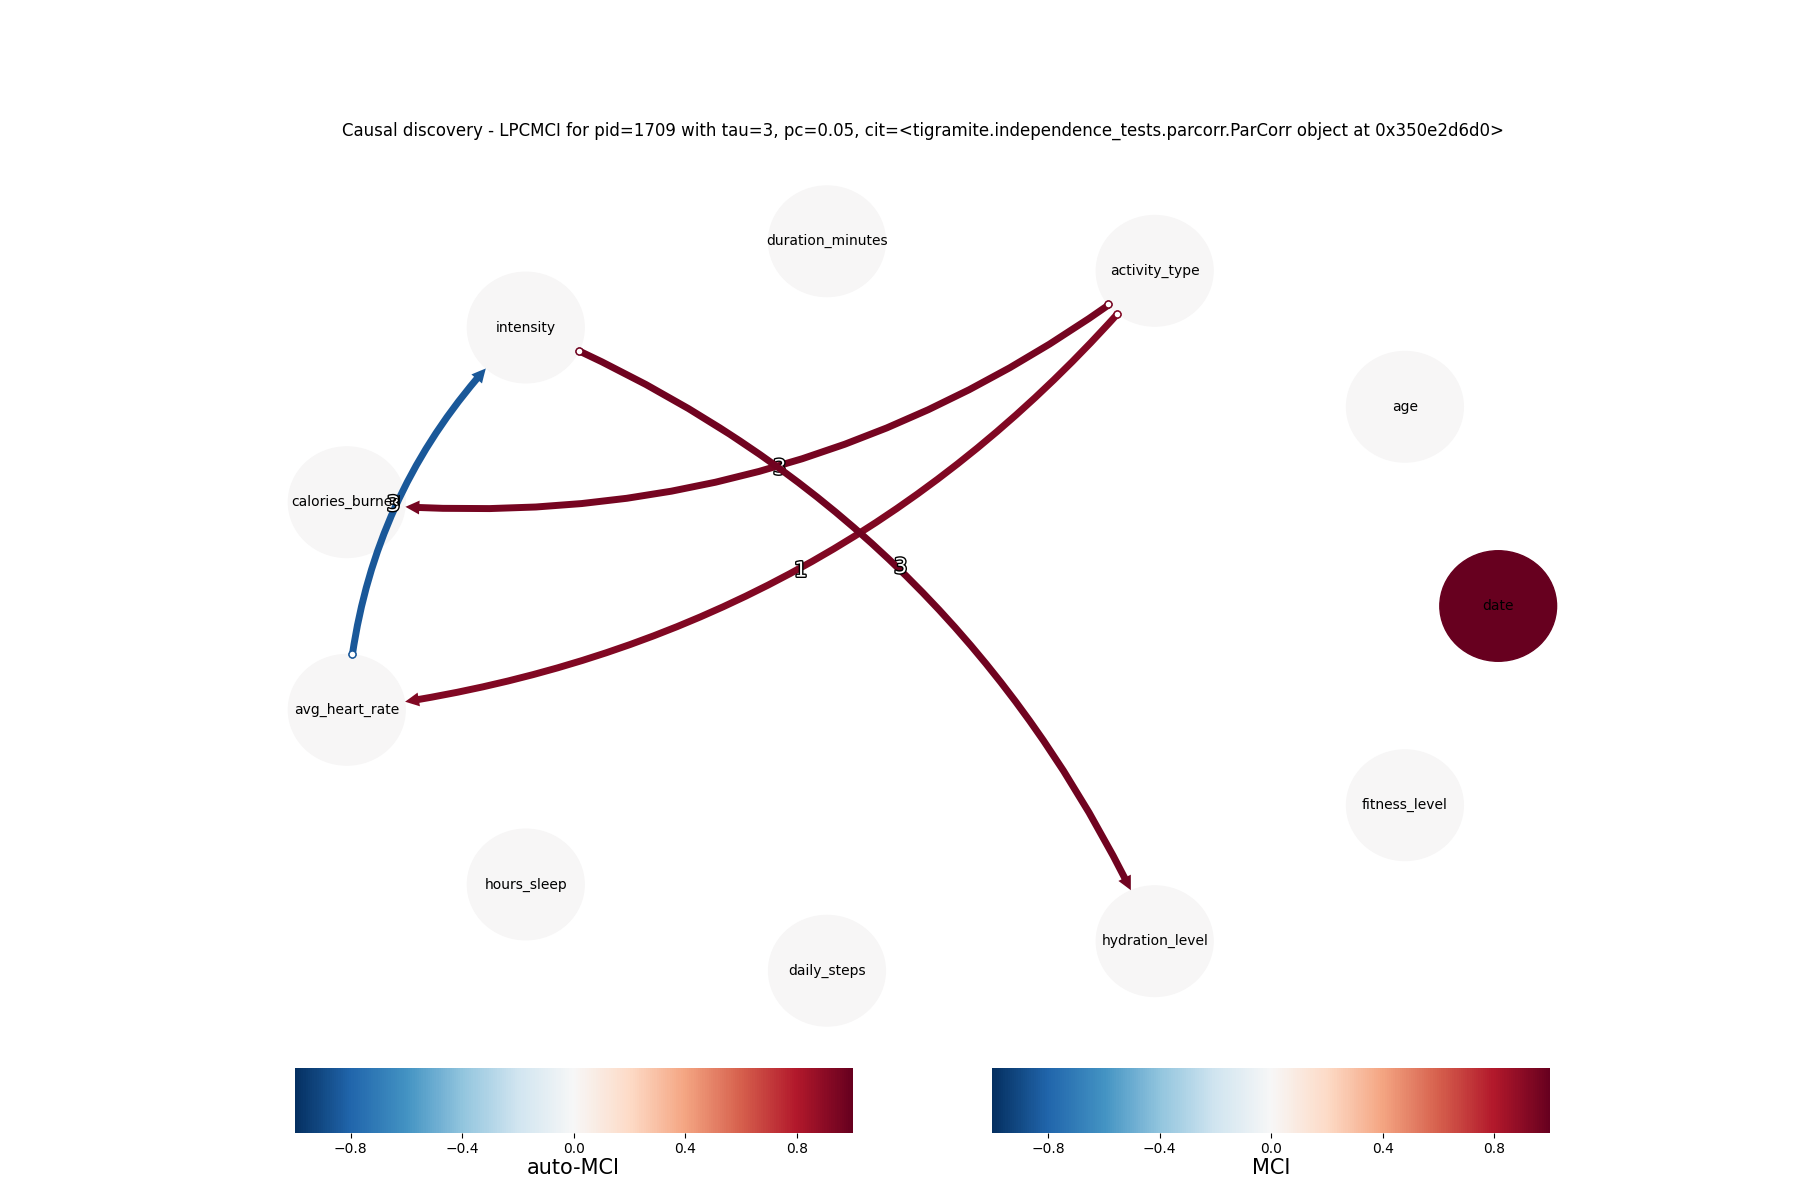 Causal discovery - LPCMCI for pid=1709 with tau=3, pc=0.05, cit=<tigramite.independence_tests.parcorr.ParCorr object at 0x350e2d6d0>
duration_minutes
activity_type
intensity
age
calories_burned
3
1
3
date
avg_heart_rate
fitness_level
hours_sleep
hydration_level
daily_steps
−0.8 −0.4 0.0 0.4 0.8
auto-MCI
−0.8 −0.4 0.0 0.4 0.8
MCI